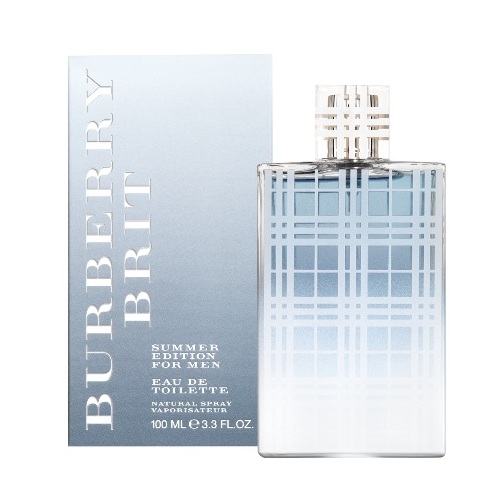 BURBERRY
BRIT
SUMMER
EDITION
FOR MEN
EAU DE
TOILETTE
NATURAL SPRAY
VAPORISATEUR
100 ML ℮ 3.3 FL.OZ.